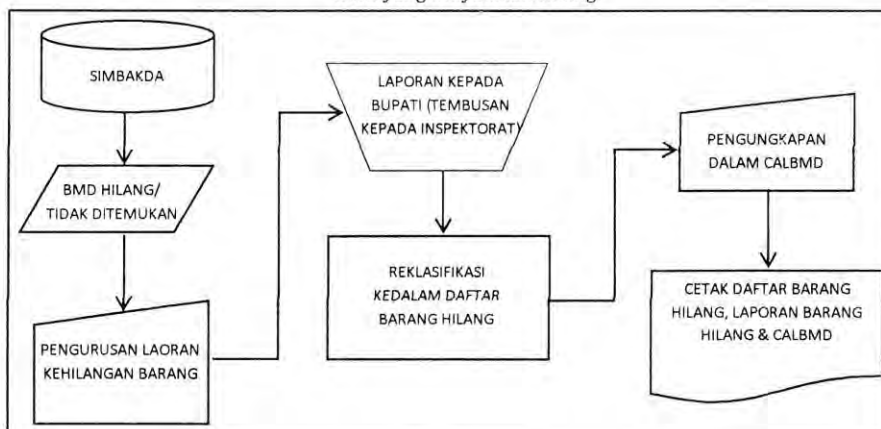 SIMBAKDA
BMD HILANG/
TIDAK DITEMUKAN
PENGURUSAN LAORAN
KEHILANGAN BARANG
LAPORAN KEPADA
BUPATI (TEMBUSAN
KEPADA INSPEKTORAT)
REKLASIFIKASI
KEDALAM DAFTAR
BARANG HILANG
PENGUNGKAPAN
DALAM CALBMD
CETAK DAFTAR BARANG
HILANG, LAPORAN BARANG
HILANG & CALBMD